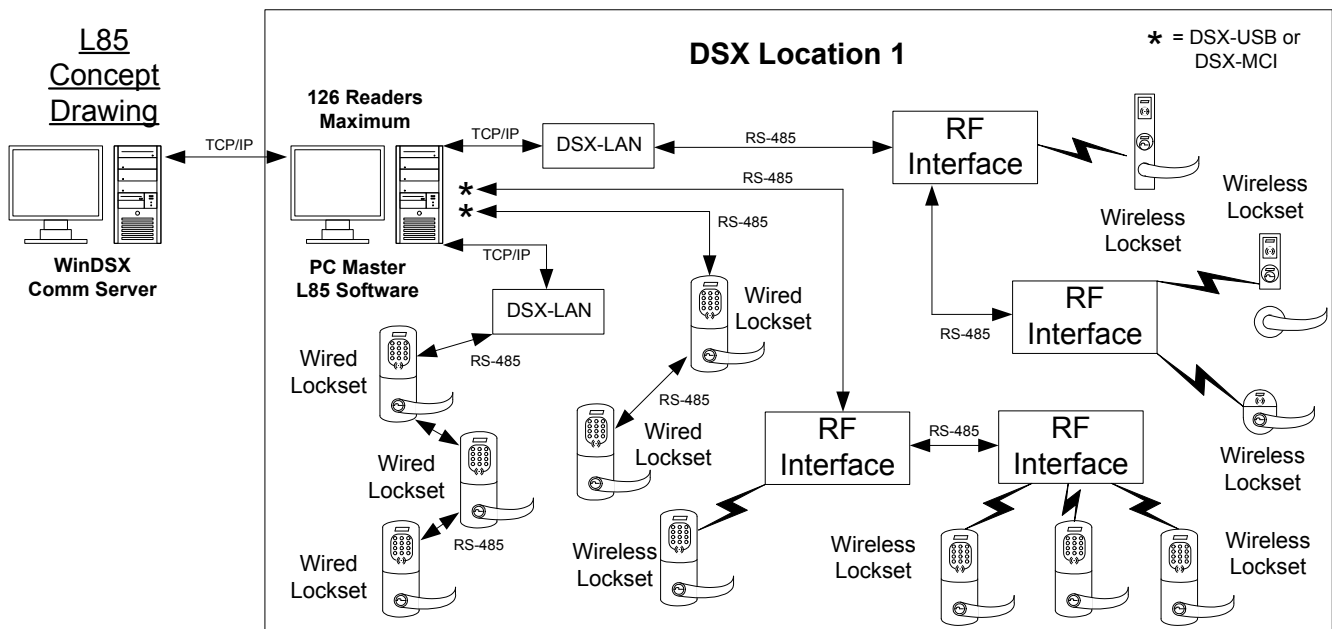 L85
Concept
Drawing
WinDSX
Comm Server
TCP/IP
DSX Location 1
* = DSX-USB or
DSX-MCI
126 Readers
Maximum
PC Master
L85 Software
TCP/IP
DSX-LAN
RS-485
RF
Interface
Wireless
Lockset
RS-485
RF
Interface
Wireless
Lockset
Wireless
Lockset
*
RS-485
*
RS-485
Wired
Lockset
RS-485
Wired
Lockset
TCP/IP
DSX-LAN
RS-485
Wired
Lockset
Wired
Lockset
RS-485
Wired
Lockset
RF
Interface
RS-485
RF
Interface
Wireless
Lockset
Wireless
Lockset
Wireless
Lockset